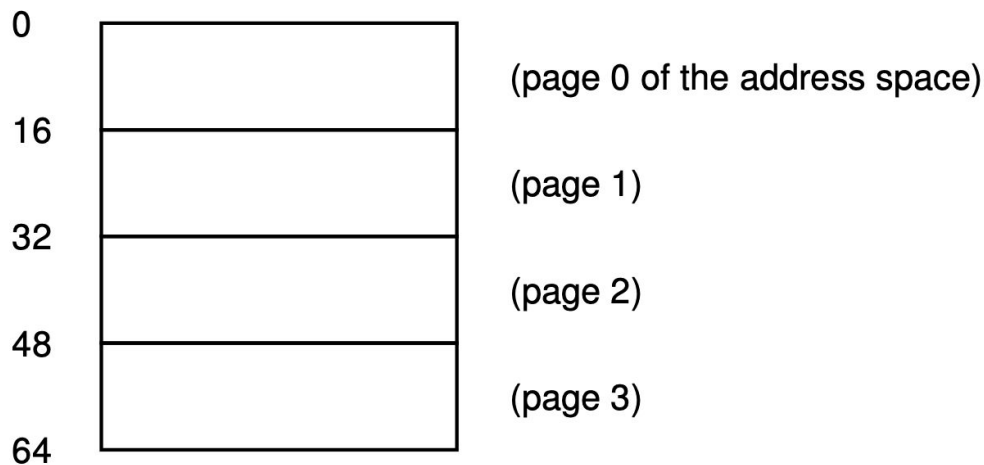 0
(page 0 of the address space)
16
(page 1)
32
(page 2)
48
(page 3)
64